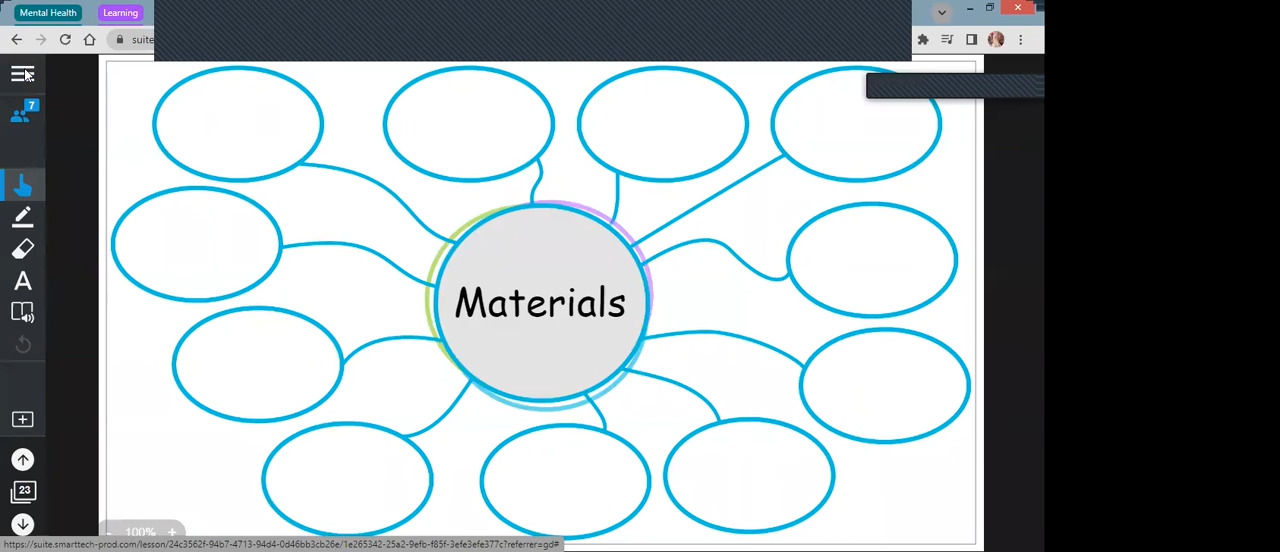 Mental Health
Learning
suite
7
Materials
A
23
- 100% +
https://suite.smarttech-prod.com/lesson/24c3562f-94b7-4713-94d4-0d46bb3cb26e/1e265342-25a2-9efb-f85f-3efe3efe377c?referrer=gd#